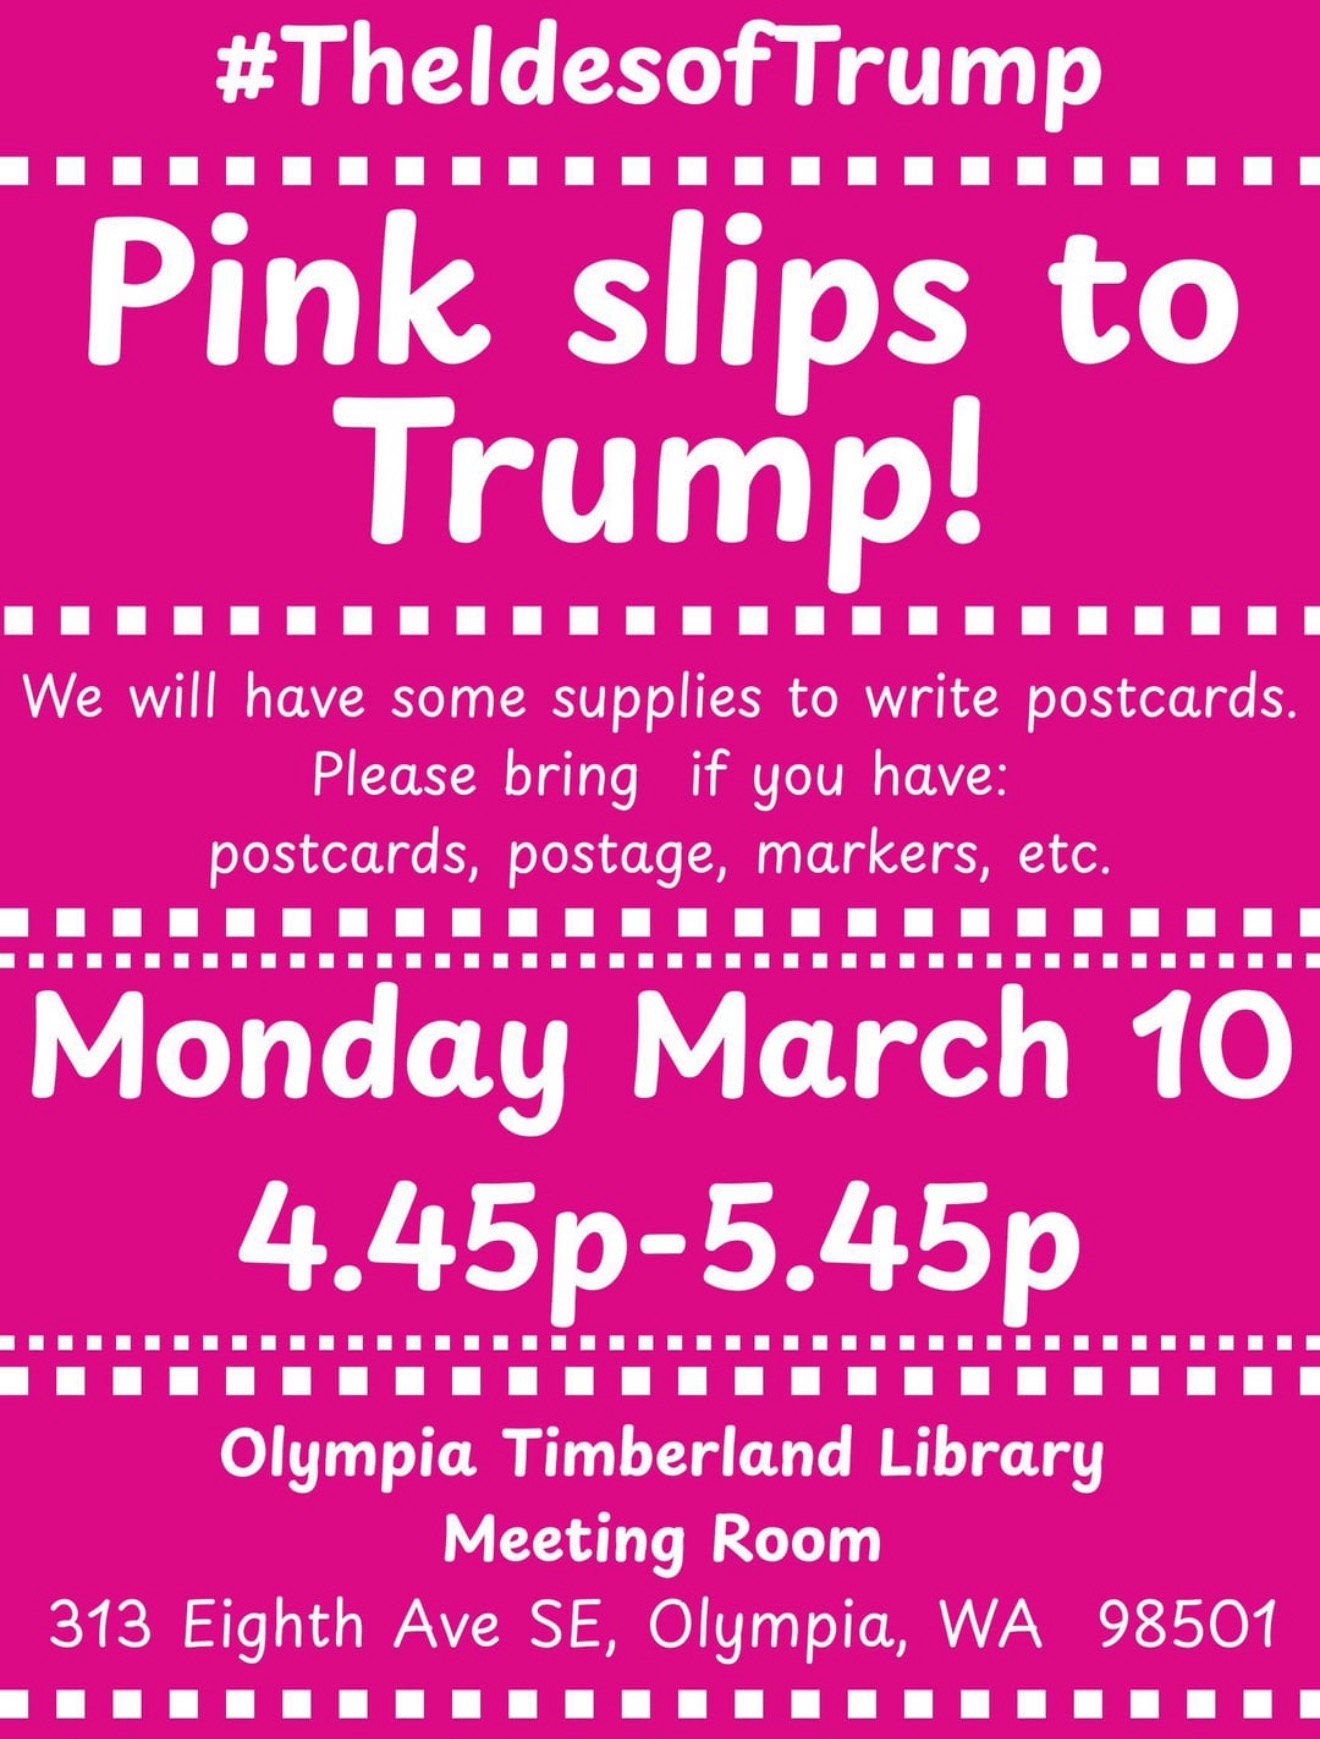 #TheIdesofTrump
Pink slips to
Trump!
We will have some supplies to write postcards.
Please bring if you have:
postcards, postage, markers, etc.
Monday March 10
4.45p-5.45p
Olympia Timberland Library
Meeting Room
313 Eighth Ave SE, Olympia, WA 98501